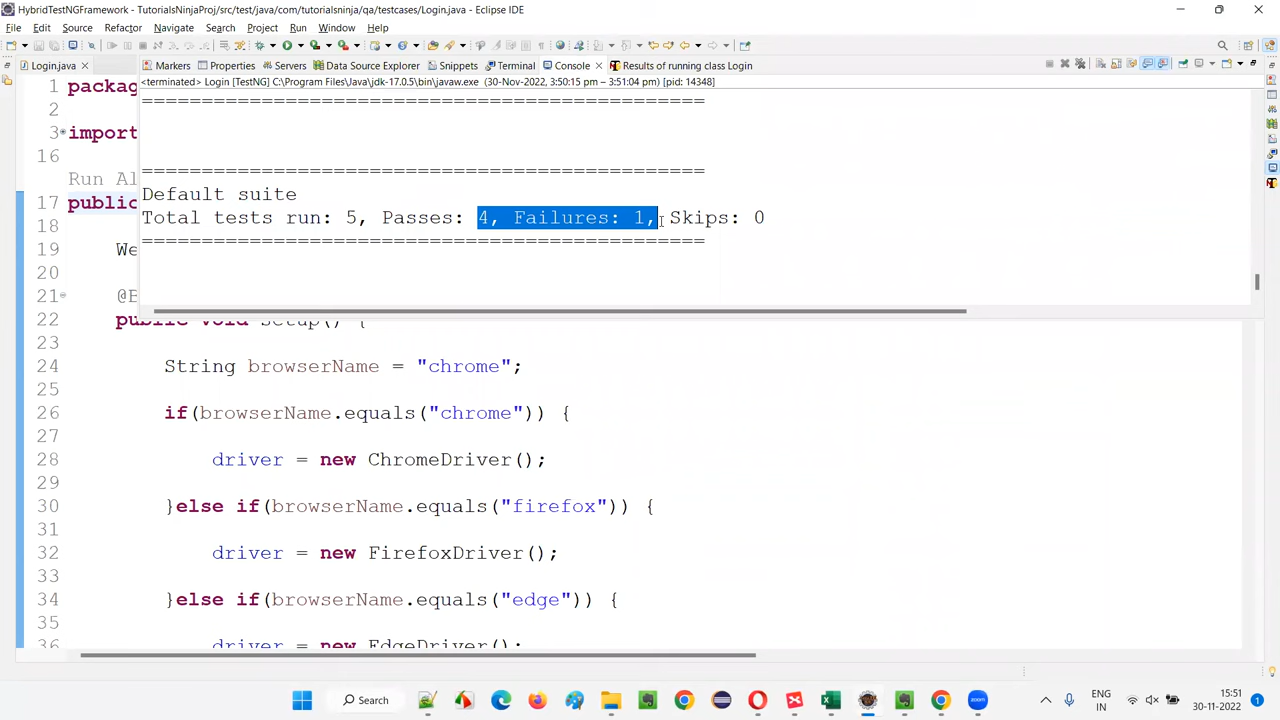 HybridTestNGFramework - TutorialsNinjaProj/src/test/java/com/tutorialsninja/qa/testcases/Login.java - Eclipse IDE
File Edit Source Refactor Navigate Search Project Run Window Help
Login.java
Markers Properties Servers Data Source Explorer Snippets Terminal Console Results of running class Login
<terminated> Login [TestNG] C:\Program Files\Java\jdk-17.0.5\bin\javaw.exe (30-Nov-2022, 3:50:15 pm – 3:51:04 pm) [pid: 14348]
1 packag
===============================================
2
3 import
16
===============================================
Run Al
Default suite
17 public
Total tests run: 5, Passes: 4, Failures: 1, Skips: 0
18
===============================================
19 We
20
21 @B
22 public void setup() {
23
24 String browserName = "chrome";
25
26 if(browserName.equals("chrome")) {
27
28 driver = new ChromeDriver();
29
30 }else if(browserName.equals("firefox")) {
31
32 driver = new FirefoxDriver();
33
34 }else if(browserName.equals("edge")) {
35
36 driver = new EdgeDriver();
Search
ENG
IN
15:51
30-11-2022
1